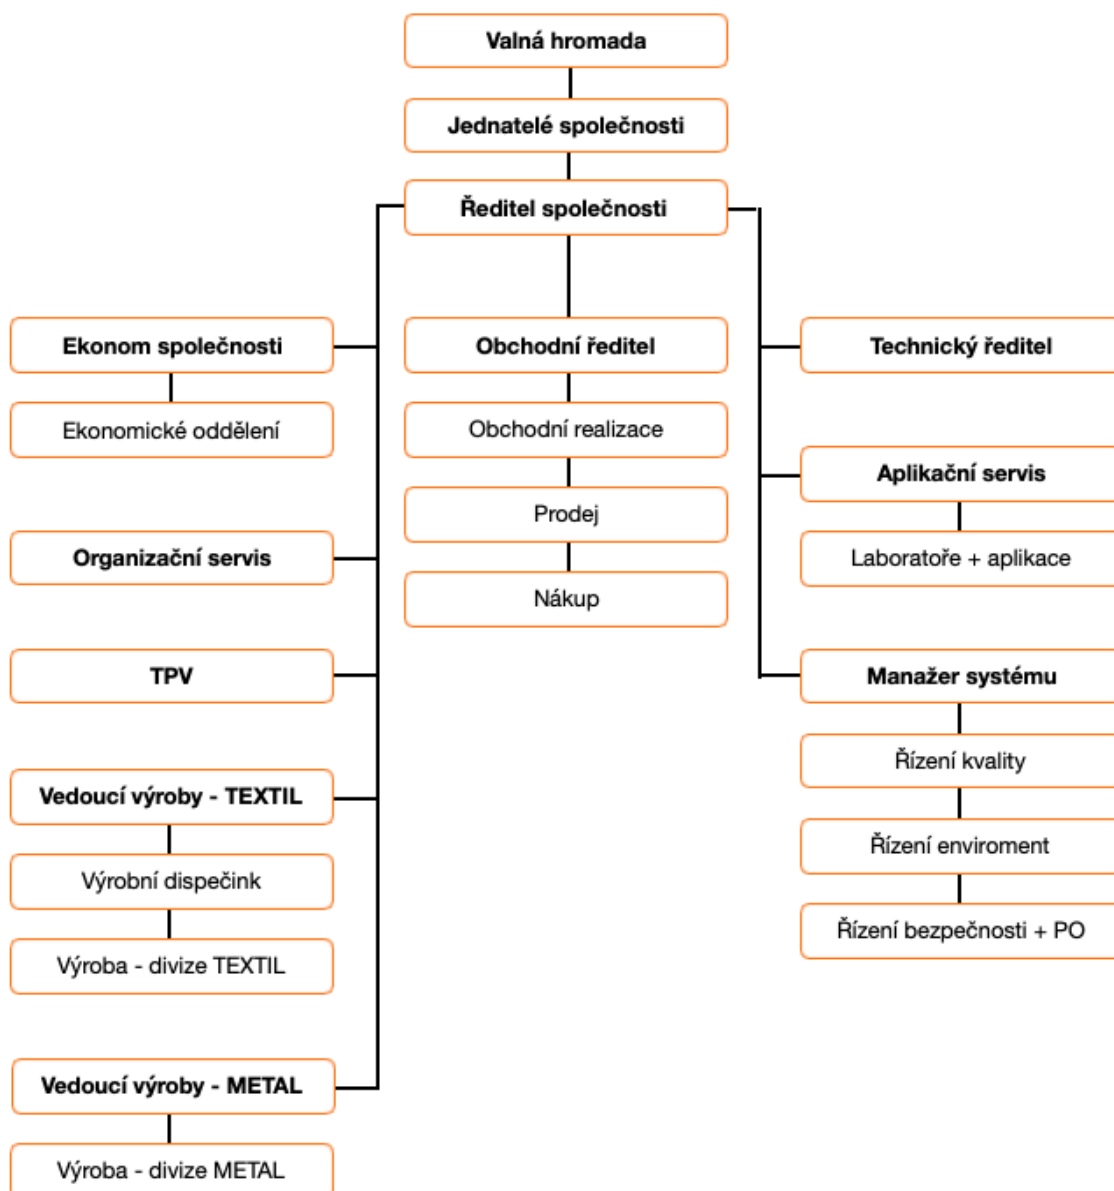 Valná hromada
Jednatelé společnosti
Ředitel společnosti
Ekonom společnosti
Ekonomické oddělení
Organizační servis
TPV
Vedoucí výroby - TEXTIL
Výrobní dispečink
Výroba - divize TEXTIL
Vedoucí výroby - METAL
Výroba - divize METAL
Obchodní ředitel
Obchodní realizace
Prodej
Nákup
Technický ředitel
Aplikační servis
Laboratoře + aplikace
Manažer systému
Řízení kvality
Řízení enviroment
Řízení bezpečnosti + PO